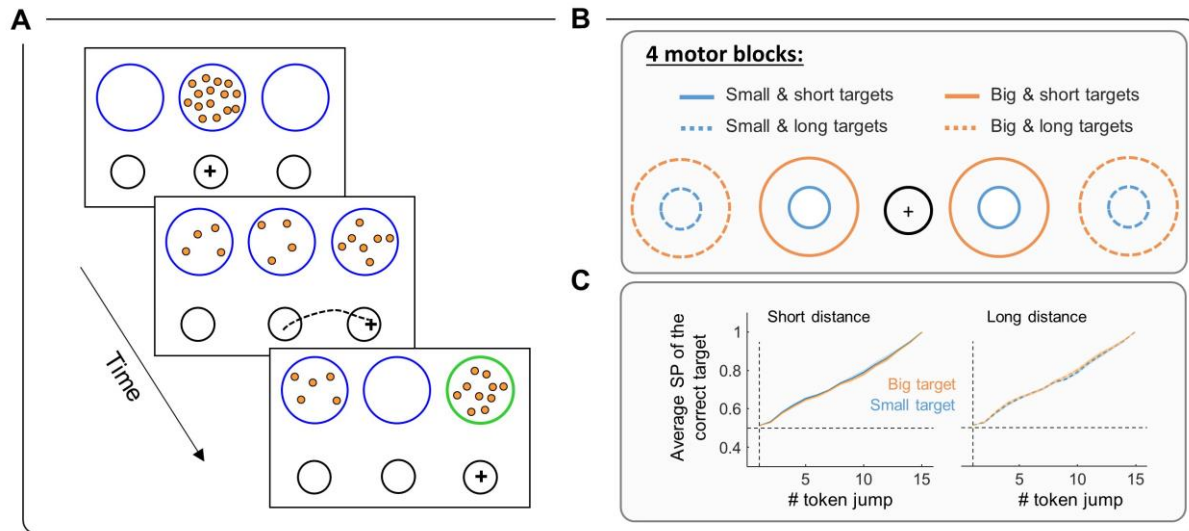 A
Time
B
4 motor blocks:
Small & short targets
Big & short targets
Small & long targets
Big & long targets
C
Average SP of the
correct target
Short distance
Long distance
1
0.8
0.6
0.4
Big target
Small target
5 10 15
5 10 15
# token jump
# token jump